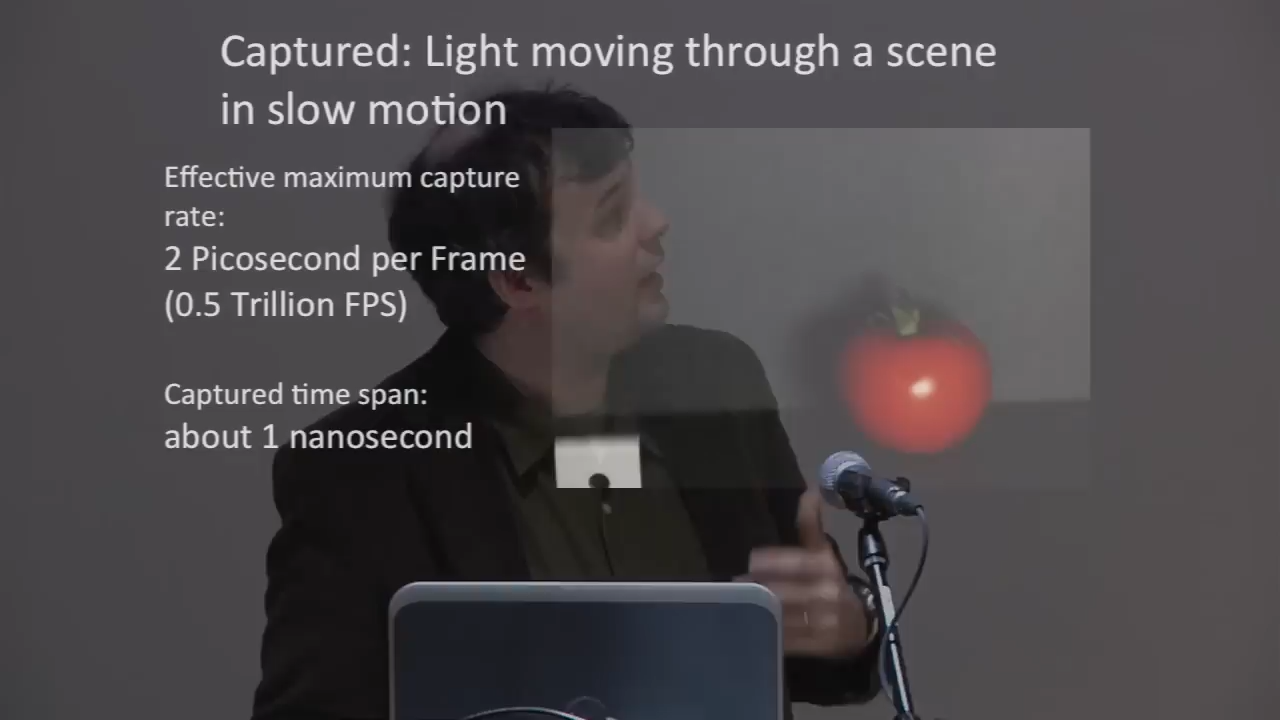 Captured: Light moving through a scene
in slow motion
Effective maximum capture
rate:
2 Picosecond per Frame
(0.5 Trillion FPS)
Captured time span:
about 1 nanosecond